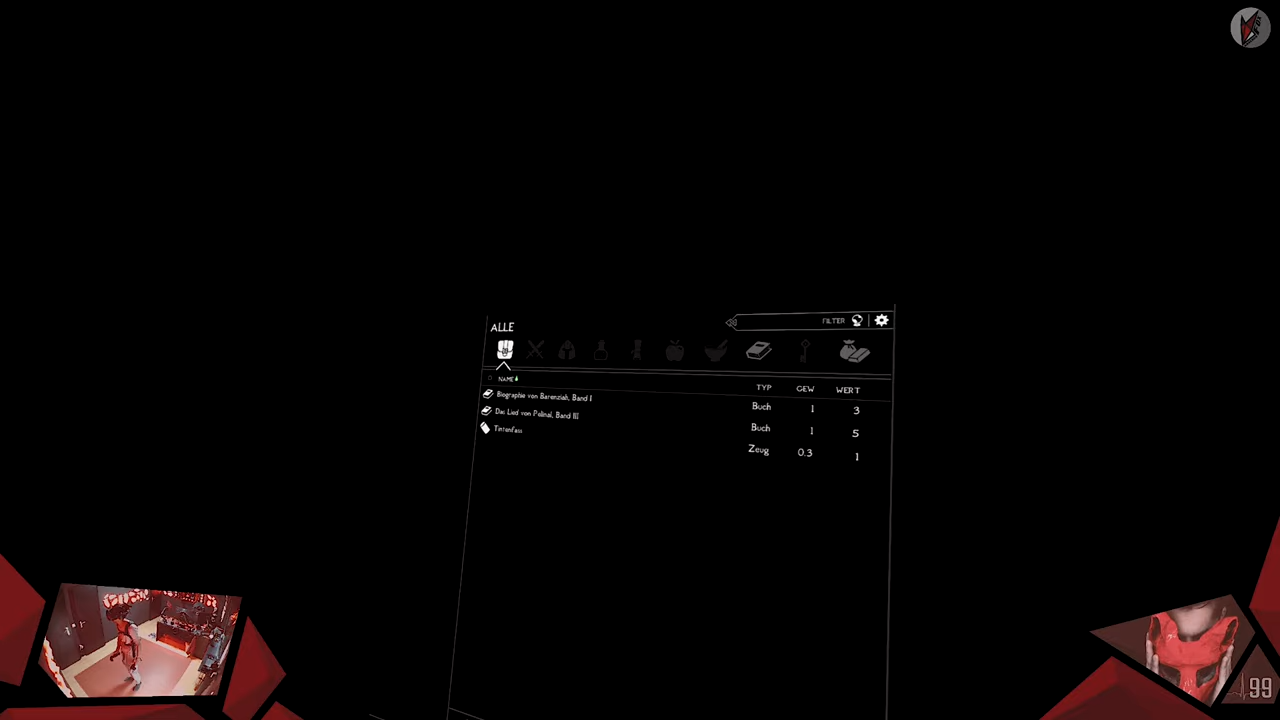 ALLE
FILTER
NAME TYP GEW WERT
Biographie von Barenziah, Band I Buch 1 3
Das Lied von Pelinal, Band III Buch 1 5
Tintenfass Zeug 0.3 1
99